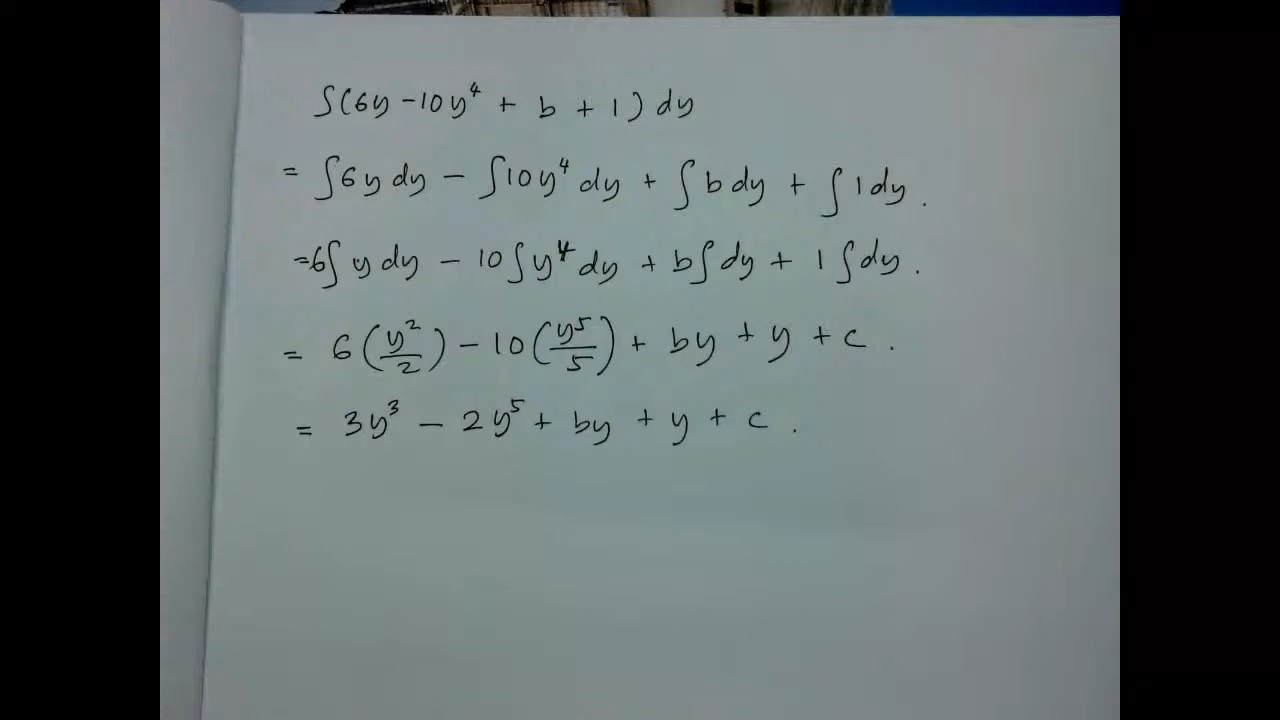 ∫(6y - 10y⁴ + b + 1) dy
= ∫6y dy - ∫10y⁴ dy + ∫b dy + ∫1 dy.
= 6∫y dy - 10∫y⁴ dy + b∫dy + 1∫dy.
= 6(y²/2) - 10(y⁵/5) + by + y + c.
= 3y³ - 2y⁵ + by + y + c.